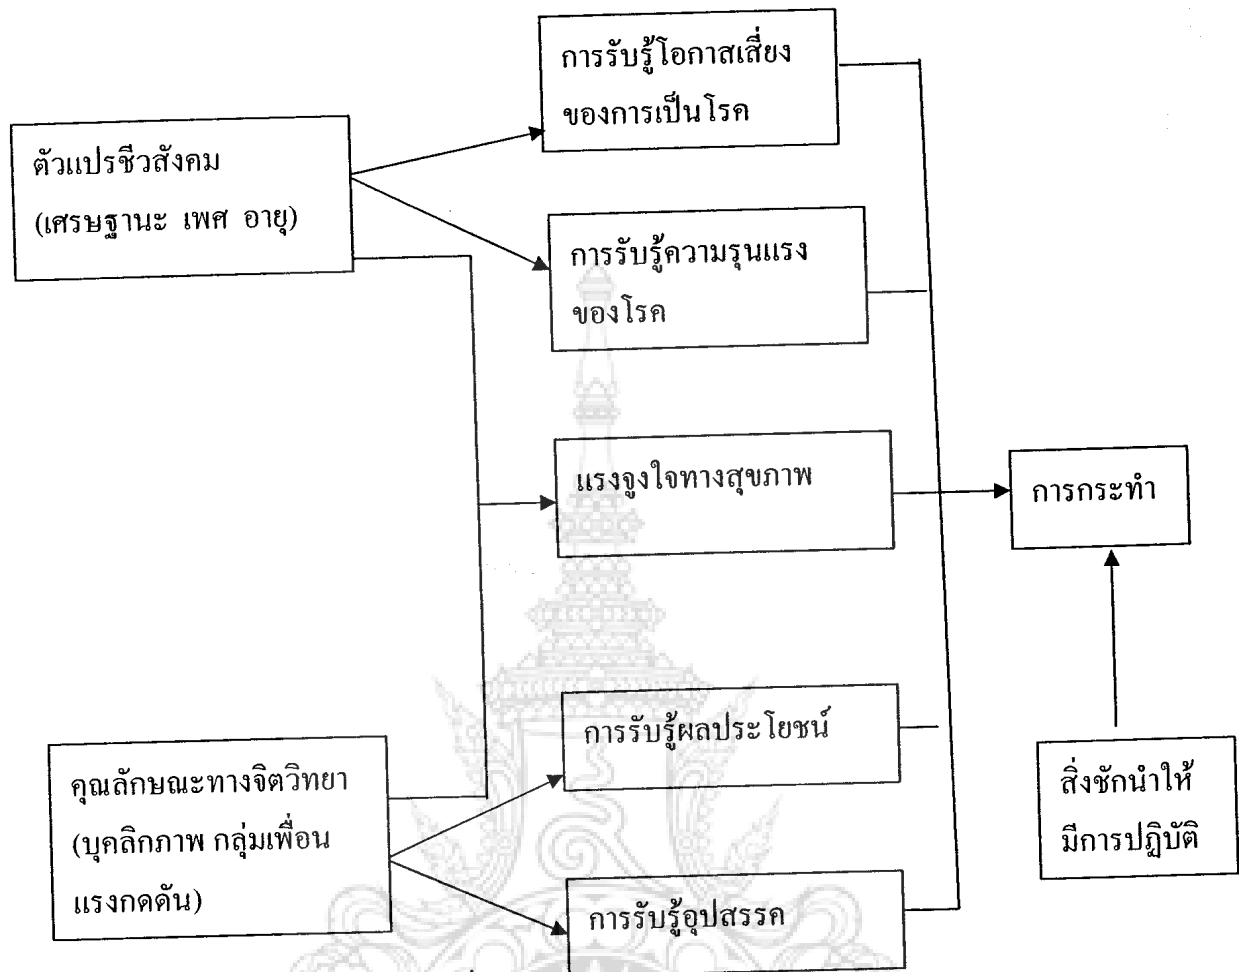 การรับรู้โอกาสเสี่ยง
ของการเป็นโรค
ตัวแปรชีวสังคม
(เศรษฐานะ เพศ อายุ)
การรับรู้ความรุนแรง
ของโรค
แรงจูงใจทางสุขภาพ
การกระทำ
การรับรู้ผลประโยชน์
คุณลักษณะทางจิตวิทยา
(บุคลิกภาพ กลุ่มเพื่อน
แรงกดดัน)
สิ่งชักนำให้
มีการปฏิบัติ
การรับรู้อุปสรรค